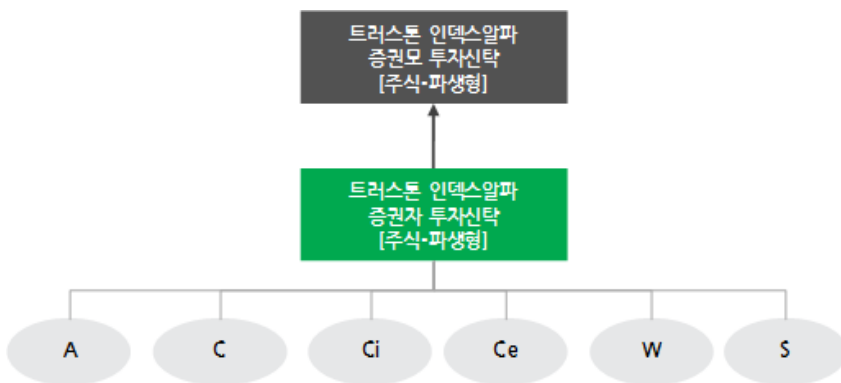 트러스톤 인덱스알파
증권모 투자신탁
[주식-파생형]
트러스톤 인덱스알파
증권자 투자신탁
[주식-파생형]
A
C
Ci
Ce
W
S